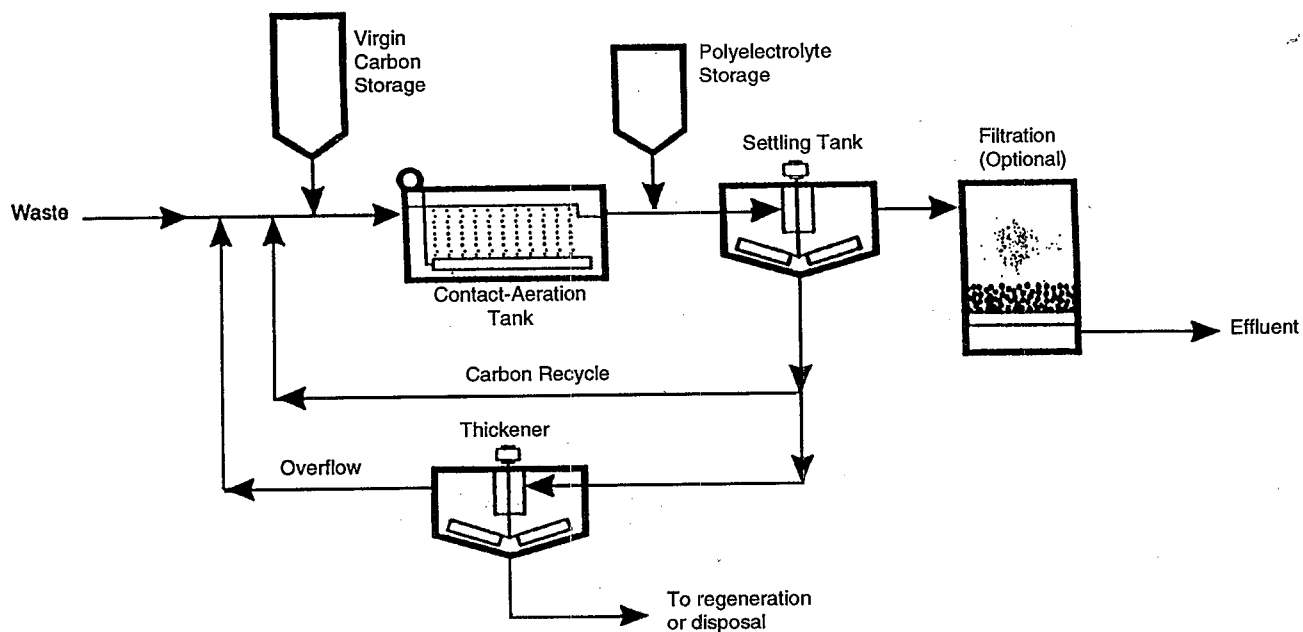 Virgin
Carbon
Storage
Polyelectrolyte
Storage
Settling Tank
Filtration
(Optional)
Waste
Contact-Aeration
Tank
Effluent
Carbon Recycle
Thickener
Overflow
To regeneration
or disposal